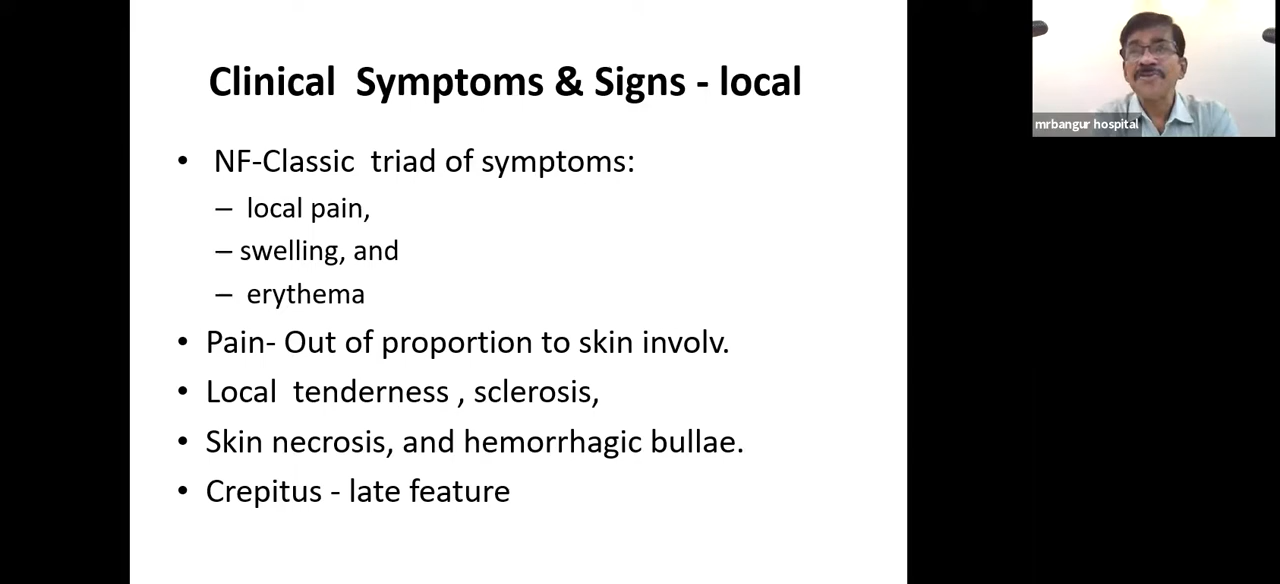 Clinical Symptoms & Signs - local
• NF-Classic triad of symptoms:
– local pain,
– swelling, and
– erythema
• Pain- Out of proportion to skin involv.
• Local tenderness , sclerosis,
• Skin necrosis, and hemorrhagic bullae.
• Crepitus - late feature
mrbangur hospital